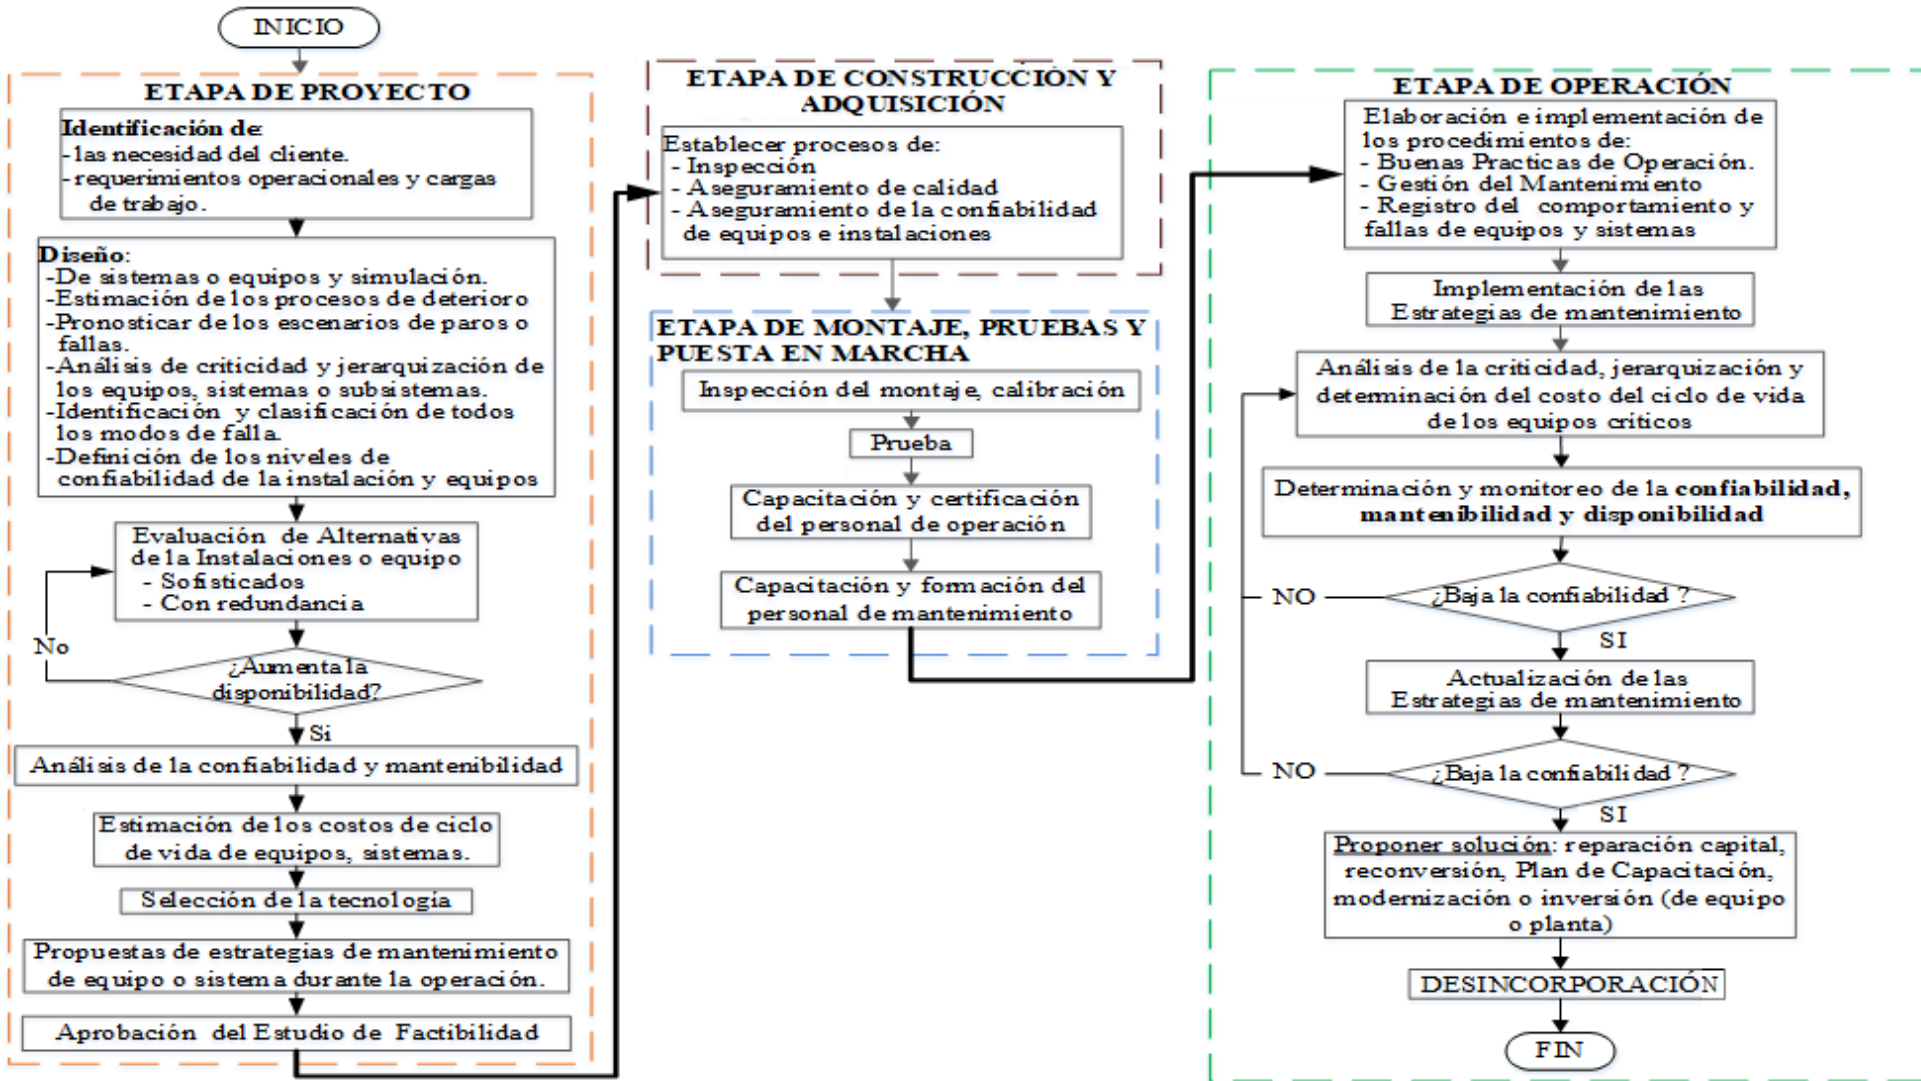 INICIO
ETAPA DE PROYECTO
Identificación de:
- las necesidad del cliente.
- requerimientos operacionales y cargas
de trabajo.
Diseño:
-De sistemas o equipos y simulación.
-Estimación de los procesos de deterioro
-Pronosticar de los escenarios de paros o
fallas.
-Análisis de criticidad y jerarquización de
los equipos, sistemas o subsistemas.
-Identificación y clasificación de todos
los modos de falla.
-Definición de los niveles de
confiabilidad de la instalación y equipos
Evaluación de Alternativas
de la Instalaciones o equipo
- Sofisticados
- Con redundancia
No
¿Aumenta la
disponibilidad?
Si
Análisis de la confiabilidad y mantenibilidad
Estimación de los costos de ciclo
de vida de equipos, sistemas.
Selección de la tecnología
Propuestas de estrategias de mantenimiento
de equipo o sistema durante la operación.
Aprobación del Estudio de Factibilidad
ETAPA DE CONSTRUCCIÓN Y
ADQUISICIÓN
Establecer procesos de:
- Inspección
- Aseguramiento de calidad
- Aseguramiento de la confiabilidad
de equipos e instalaciones
ETAPA DE MONTAJE, PRUEBAS Y
PUESTA EN MARCHA
Inspección del montaje, calibración
Prueba
Capacitación y certificación
del personal de operación
Capacitación y formación del
personal de mantenimiento
ETAPA DE OPERACIÓN
Elaboración e implementación de
los procedimientos de:
- Buenas Practicas de Operación.
- Gestión del Mantenimiento
- Registro del comportamiento y
fallas de equipos y sistemas
Implementación de las
Estrategias de mantenimiento
Análisis de la criticidad, jerarquización y
determinación del costo del ciclo de vida
de los equipos críticos
Determinación y monitoreo de la confiabilidad,
mantenibilidad y disponibilidad
NO
¿Baja la confiabilidad ?
SI
Actualización de las
Estrategias de mantenimiento
NO
¿Baja la confiabilidad ?
SI
Proponer solución: reparación capital,
reconversión, Plan de Capacitación,
modernización o inversión (de equipo
o planta)
DESINCORPORACIÓN
FIN